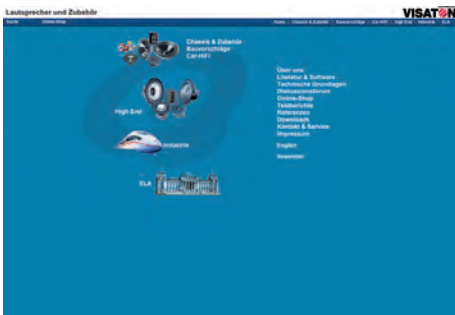 Lautsprecher und Zubehör
VISATON
Suche
Online-Shop
Home | Chassis & Zubehör | Bauvorschläge | Car-HiFi | High End | Industrie | ELA
Chassis & Zubehör
Bauvorschläge
Car-HiFi
High End
Industrie
ELA
Über uns
Literatur & Software
Technische Grundlagen
Diskussionsforum
Online-Shop
Testberichte
Referenzen
Downloads
Kontakt & Service
Impressum
English
Newsletter